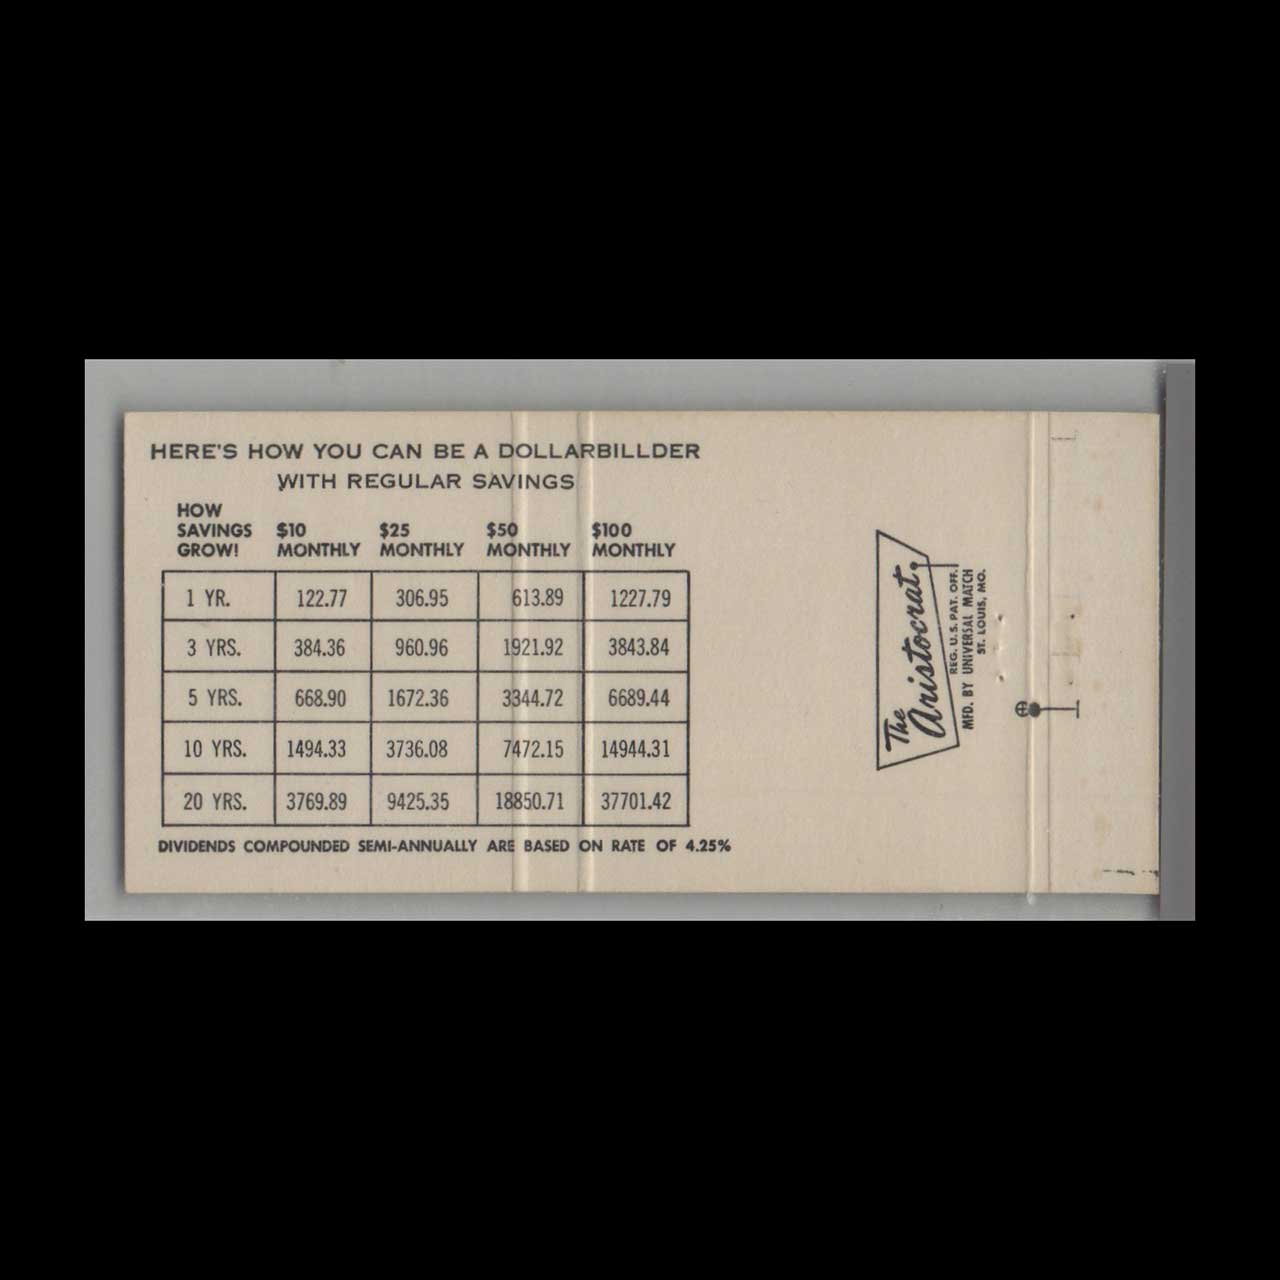 HERE'S HOW YOU CAN BE A DOLLARBILLDER
WITH REGULAR SAVINGS
HOW SAVINGS GROW! $10 MONTHLY $25 MONTHLY $50 MONTHLY $100 MONTHLY
1 YR. 122.77 306.95 613.89 1227.79
3 YRS. 384.36 960.96 1921.92 3843.84
5 YRS. 668.90 1672.36 3344.72 6689.44
10 YRS. 1494.33 3736.08 7472.15 14944.31
20 YRS. 3769.89 9425.35 18850.71 37701.42
DIVIDENDS COMPOUNDED SEMI-ANNUALLY ARE BASED ON RATE OF 4.25%
The
Aristocrat
REG. U.S. PAT. OFF.
MFD. BY UNIVERSAL MATCH
ST. LOUIS, MO.